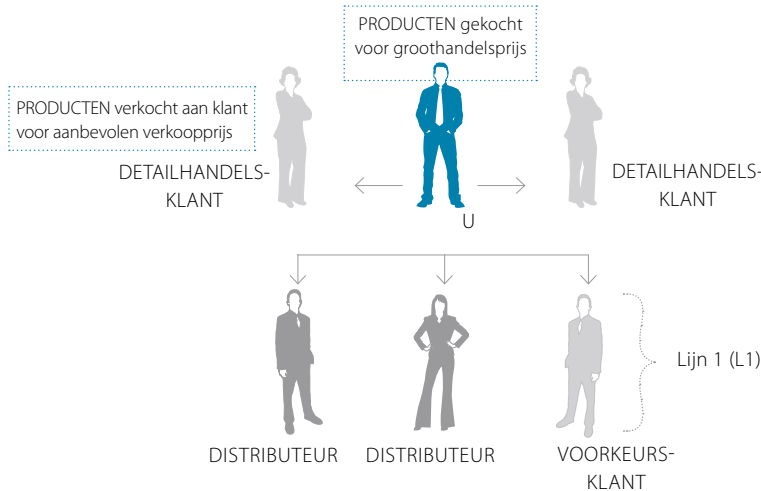 PRODUCTEN gekocht
voor groothandelsprijs
PRODUCTEN verkocht aan klant
voor aanbevolen verkoopprijs
DETAILHANDELS-
KLANT
DETAILHANDELS-
KLANT
U
Lijn 1 (L1)
DISTRIBUTEUR
DISTRIBUTEUR
VOORKEURS-
KLANT